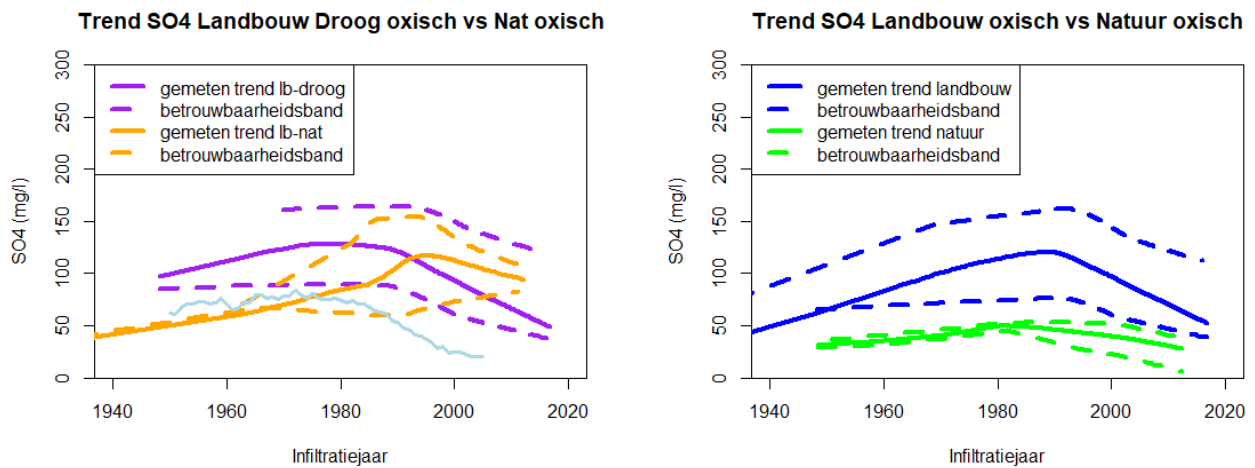 Trend SO4 Landbouw Droog oxisch vs Nat oxisch
300
250
200
150
100
50
0
SO4 (mg/l)
gemeten trend lb-droog
betrouwbaarheidsband
gemeten trend lb-nat
betrouwbaarheidsband
1940 1960 1980 2000 2020
Infiltratiejaar
Trend SO4 Landbouw oxisch vs Natuur oxisch
300
250
200
150
100
50
0
SO4 (mg/l)
gemeten trend landbouw
betrouwbaarheidsband
gemeten trend natuur
betrouwbaarheidsband
1940 1960 1980 2000 2020
Infiltratiejaar